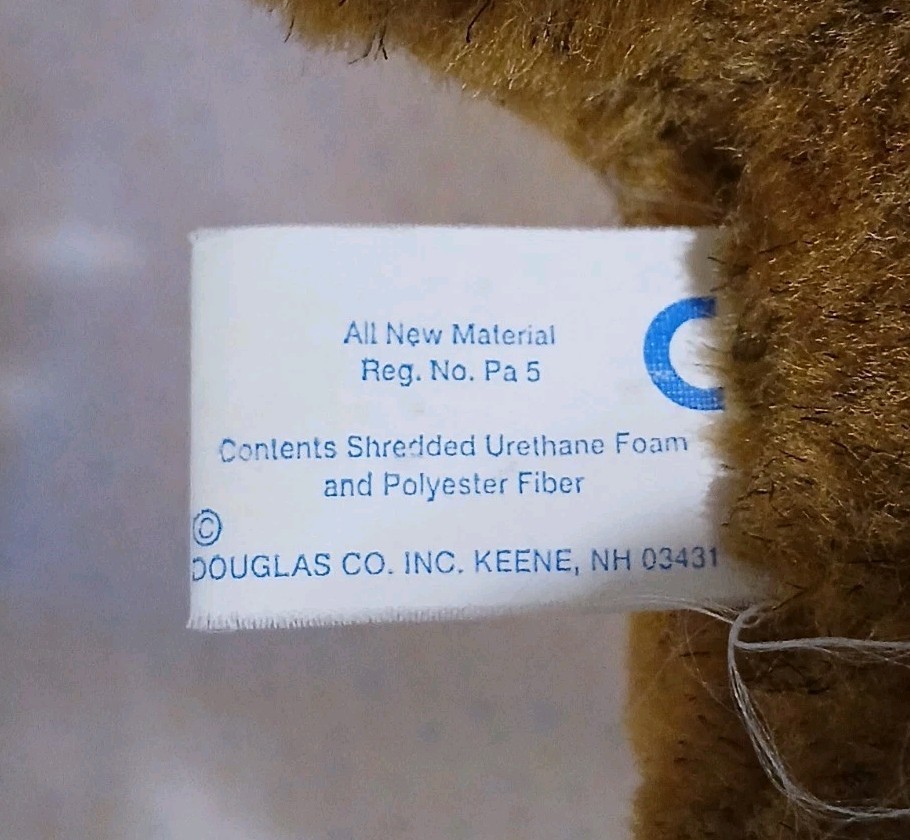 All New Material
Reg. No. Pa 5
Contents Shredded Urethane Foam
and Polyester Fiber
©
DOUGLAS CO. INC. KEENE, NH 03431